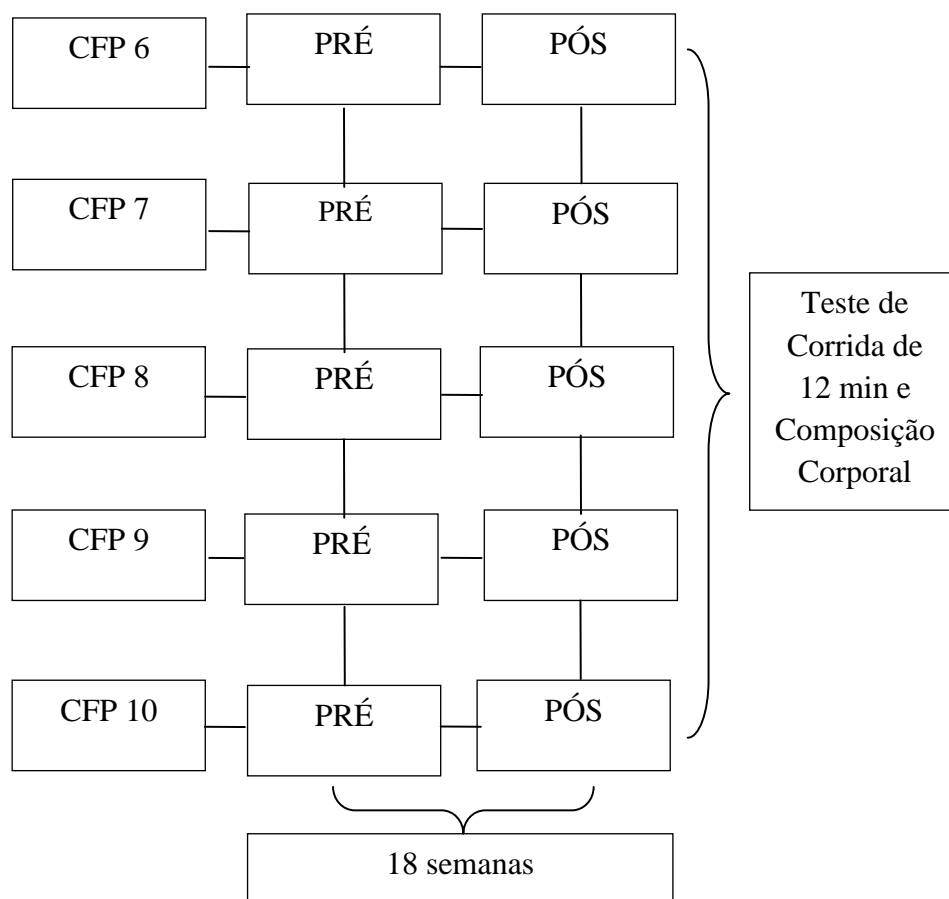 CFP 6
PRÉ
PÓS
CFP 7
PRÉ
PÓS
CFP 8
PRÉ
PÓS
CFP 9
PRÉ
PÓS
CFP 10
PRÉ
PÓS
Teste de
Corrida de
12 min e
Composição
Corporal
18 semanas